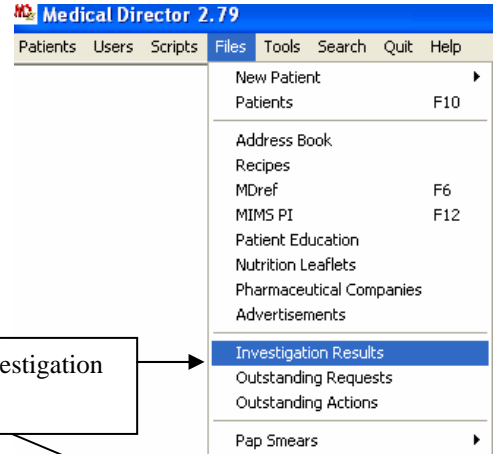 Medical Director 2.79
Patients Users Scripts Files Tools Search Quit Help
New Patient
Patients F10
Address Book
Recipes
MDref F6
MIMS PI F12
Patient Education
Nutrition Leaflets
Pharmaceutical Companies
Advertisements
estigation
Investigation Results
Outstanding Requests
Outstanding Actions
Pap Smears